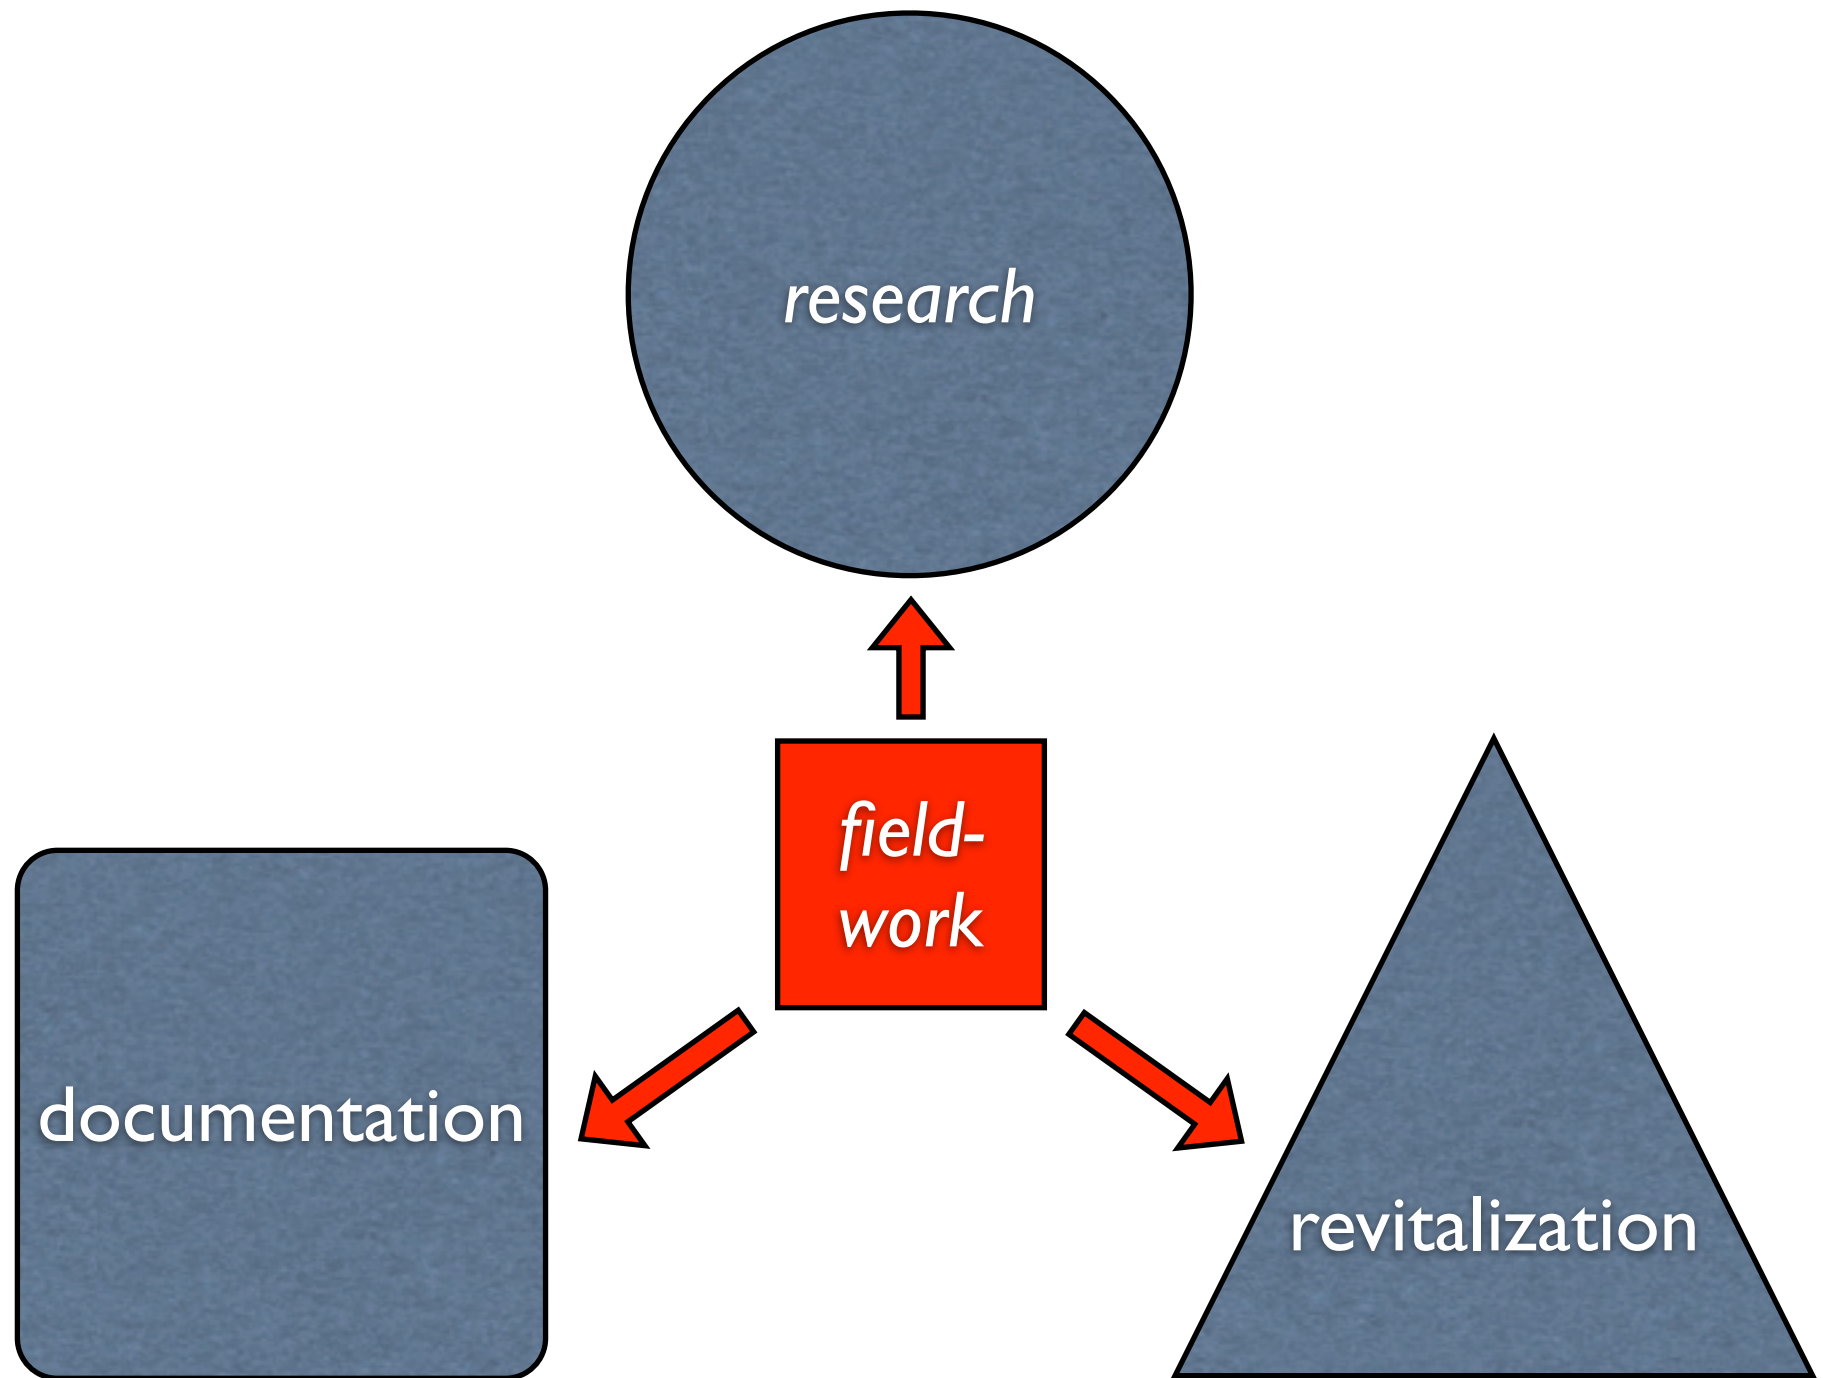 research
field-
work
documentation
revitalization